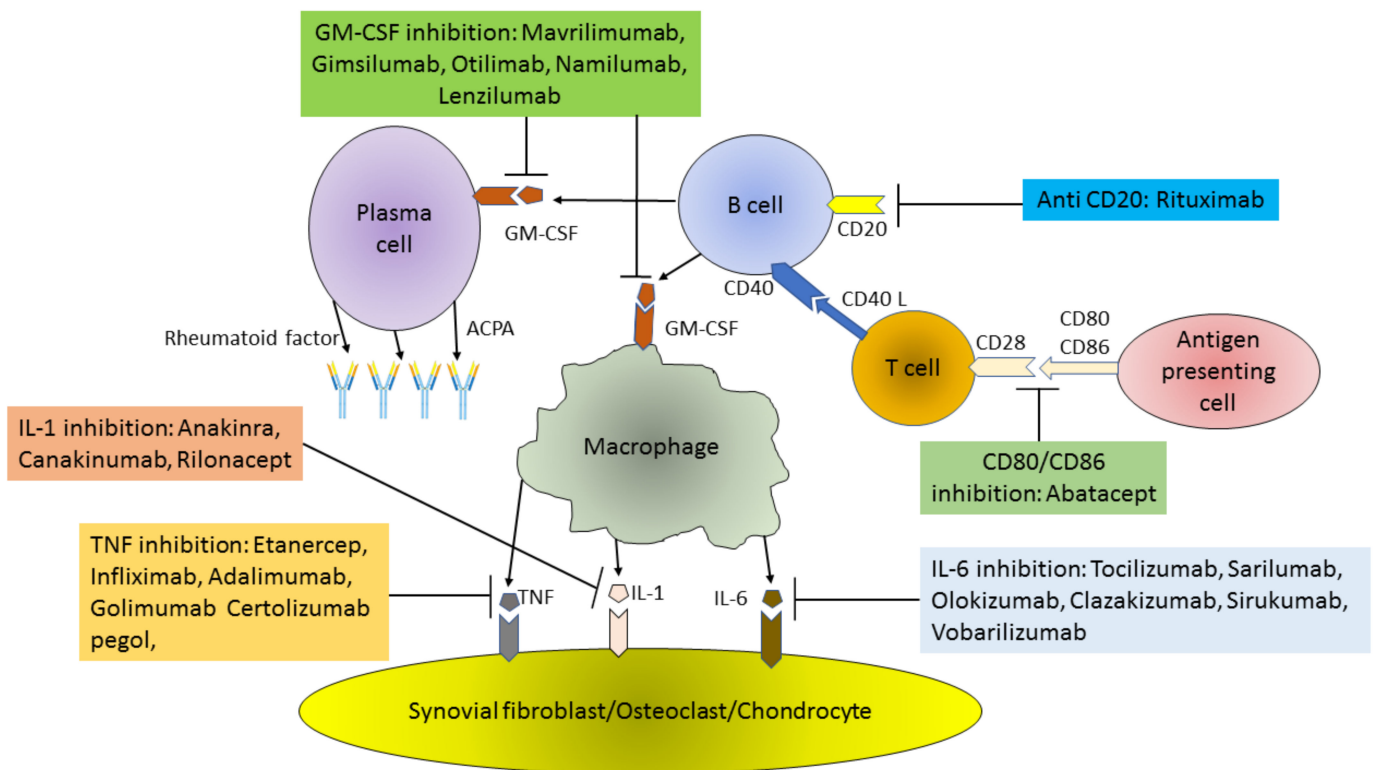 GM-CSF inhibition: Mavrilimumab,
Gimsilumab, Otilimab, Namilumab,
Lenzilumab
Plasma
cell
GM-CSF
B cell
CD20
Anti CD20: Rituximab
CD40
CD40 L
Rheumatoid factor
ACPA
GM-CSF
T cell
CD28
CD80
CD86
Antigen
presenting
cell
IL-1 inhibition: Anakinra,
Canakinumab, Rilonacept
Macrophage
CD80/CD86
inhibition: Abatacept
TNF inhibition: Etanercep,
Infliximab, Adalimumab,
Golimumab Certolizumab
pegol,
TNF
IL-1
IL-6
IL-6 inhibition: Tocilizumab, Sarilumab,
Olokizumab, Clazakizumab, Sirukumab,
Vobarilizumab
Synovial fibroblast/Osteoclast/Chondrocyte